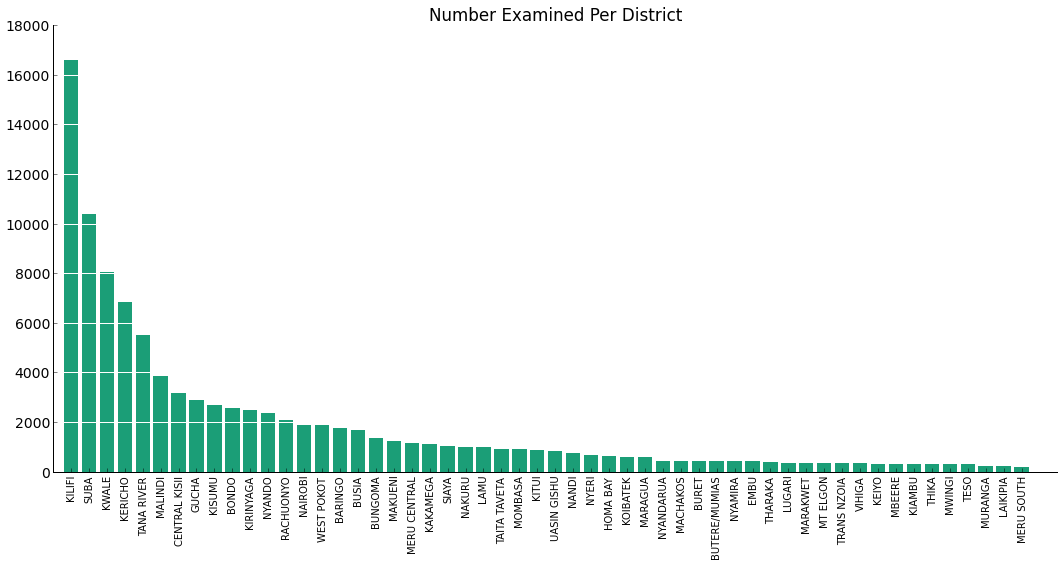 Number Examined Per District
18000
16000
14000
12000
10000
8000
6000
4000
2000
0
KILIFI
SUBA
KWALE
KERICHO
TANA RIVER
MALINDI
CENTRAL KISII
GUCHA
KISUMU
BONDO
KIRINYAGA
NYANDO
RACHUONYO
NAIROBI
WEST POKOT
BARINGO
BUSIA
BUNGOMA
MAKUENI
MERU CENTRAL
KAKAMEGA
SIAYA
NAKURU
LAMU
TAITA TAVETA
MOMBASA
KITUI
UASIN GISHU
NANDI
NYERI
HOMA BAY
KOIBATEK
MARAGUA
NYANDARUA
MACHAKOS
BURET
BUTERE/MUMIAS
NYAMIRA
EMBU
THARAKA
LUGARI
MARAKWET
MT ELGON
TRANS NZOIA
VIHIGA
KEIYO
MBEERE
KIAMBU
THIKA
MWINGI
TESO
MURANGA
LAIKIPIA
MERU SOUTH